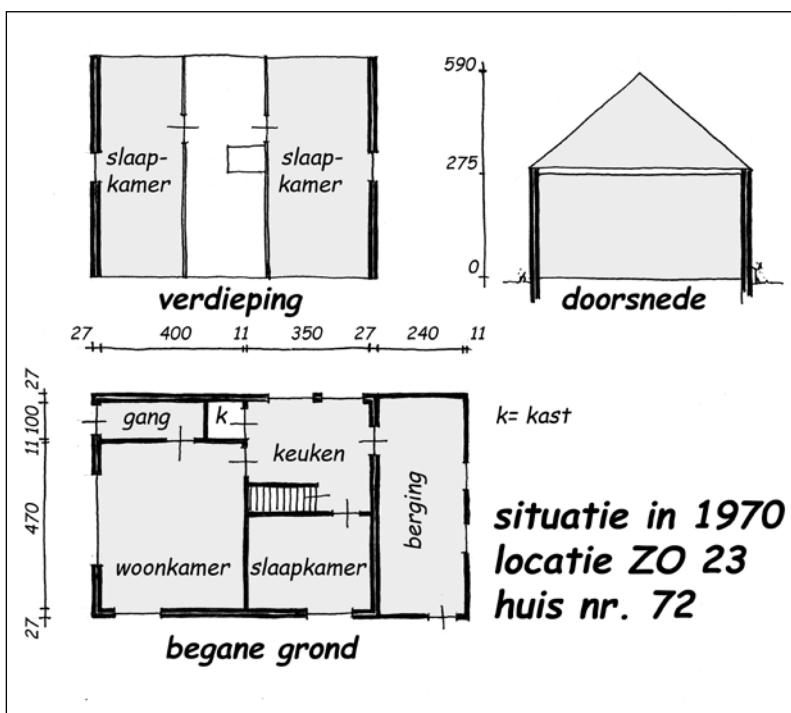 590
275
0
slaap-
kamer
slaap-
kamer
verdieping
doorsnede
27 400 11 350 27 240 11
27
11 100
470
27
gang
k
keuken
k= kast
berging
woonkamer
slaapkamer
begane grond
situatie in 1970
locatie ZO 23
huis nr. 72